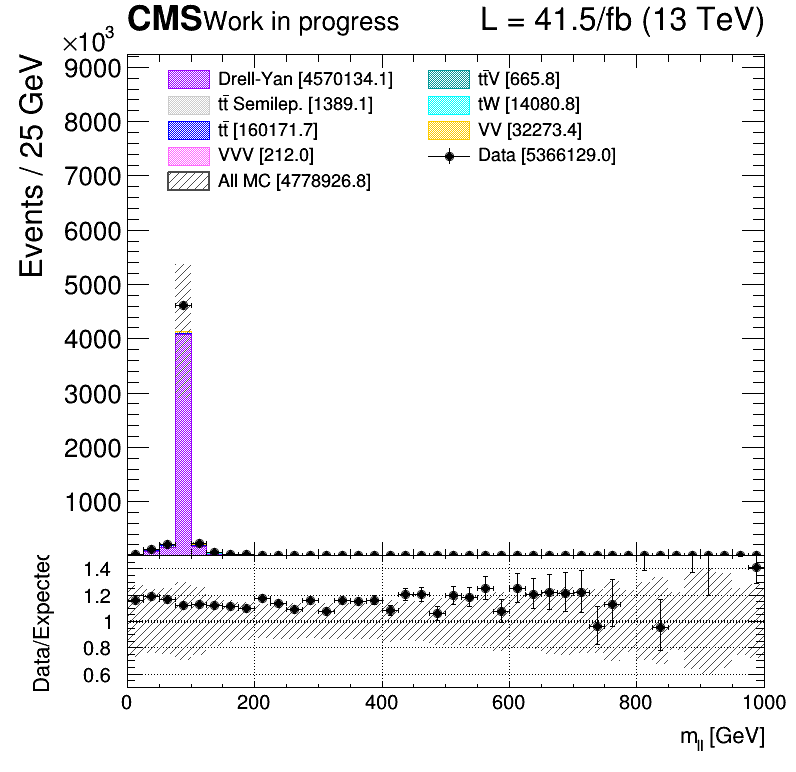 CMS Work in progress L = 41.5/fb (13 TeV)
×10³
Events / 25 GeV
9000
8000
7000
6000
5000
4000
3000
2000
1000
Drell-Yan [4570134.1]
tt̄ Semilep. [1389.1]
tt̄ [160171.7]
VVV [212.0]
All MC [4778926.8]
tt̄V [665.8]
tW [14080.8]
VV [32273.4]
Data [5366129.0]
Data/Expected
1.4
1.2
1
0.8
0.6
0 200 400 600 800 1000
m_ll [GeV]